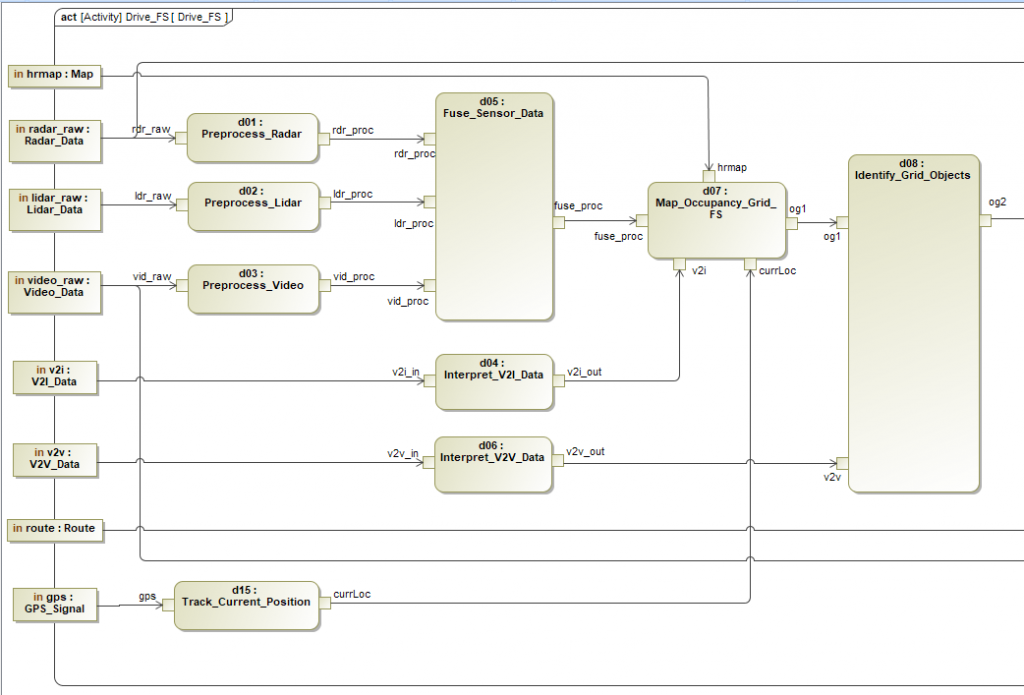 act [Activity] Drive_FS [ Drive_FS ]
in hrmap : Map
in radar_raw :
Radar_Data
rdr_raw
d01 :
Preprocess_Radar
rdr_proc
rdr_proc
d05 :
Fuse_Sensor_Data
in lidar_raw :
Lidar_Data
ldr_raw
d02 :
Preprocess_Lidar
ldr_proc
ldr_proc
in video_raw :
Video_Data
vid_raw
d03 :
Preprocess_Video
vid_proc
vid_proc
fuse_proc
fuse_proc
hrmap
d07 :
Map_Occupancy_Grid_
FS
v2i
currLoc
og1
og1
d08 :
Identify_Grid_Objects
og2
in v2i :
V2I_Data
v2i_in
d04 :
Interpret_V2I_Data
v2i_out
in v2v :
V2V_Data
v2v_in
d06 :
Interpret_V2V_Data
v2v_out
v2v
in route : Route
in gps :
GPS_Signal
gps
d15 :
Track_Current_Position
currLoc